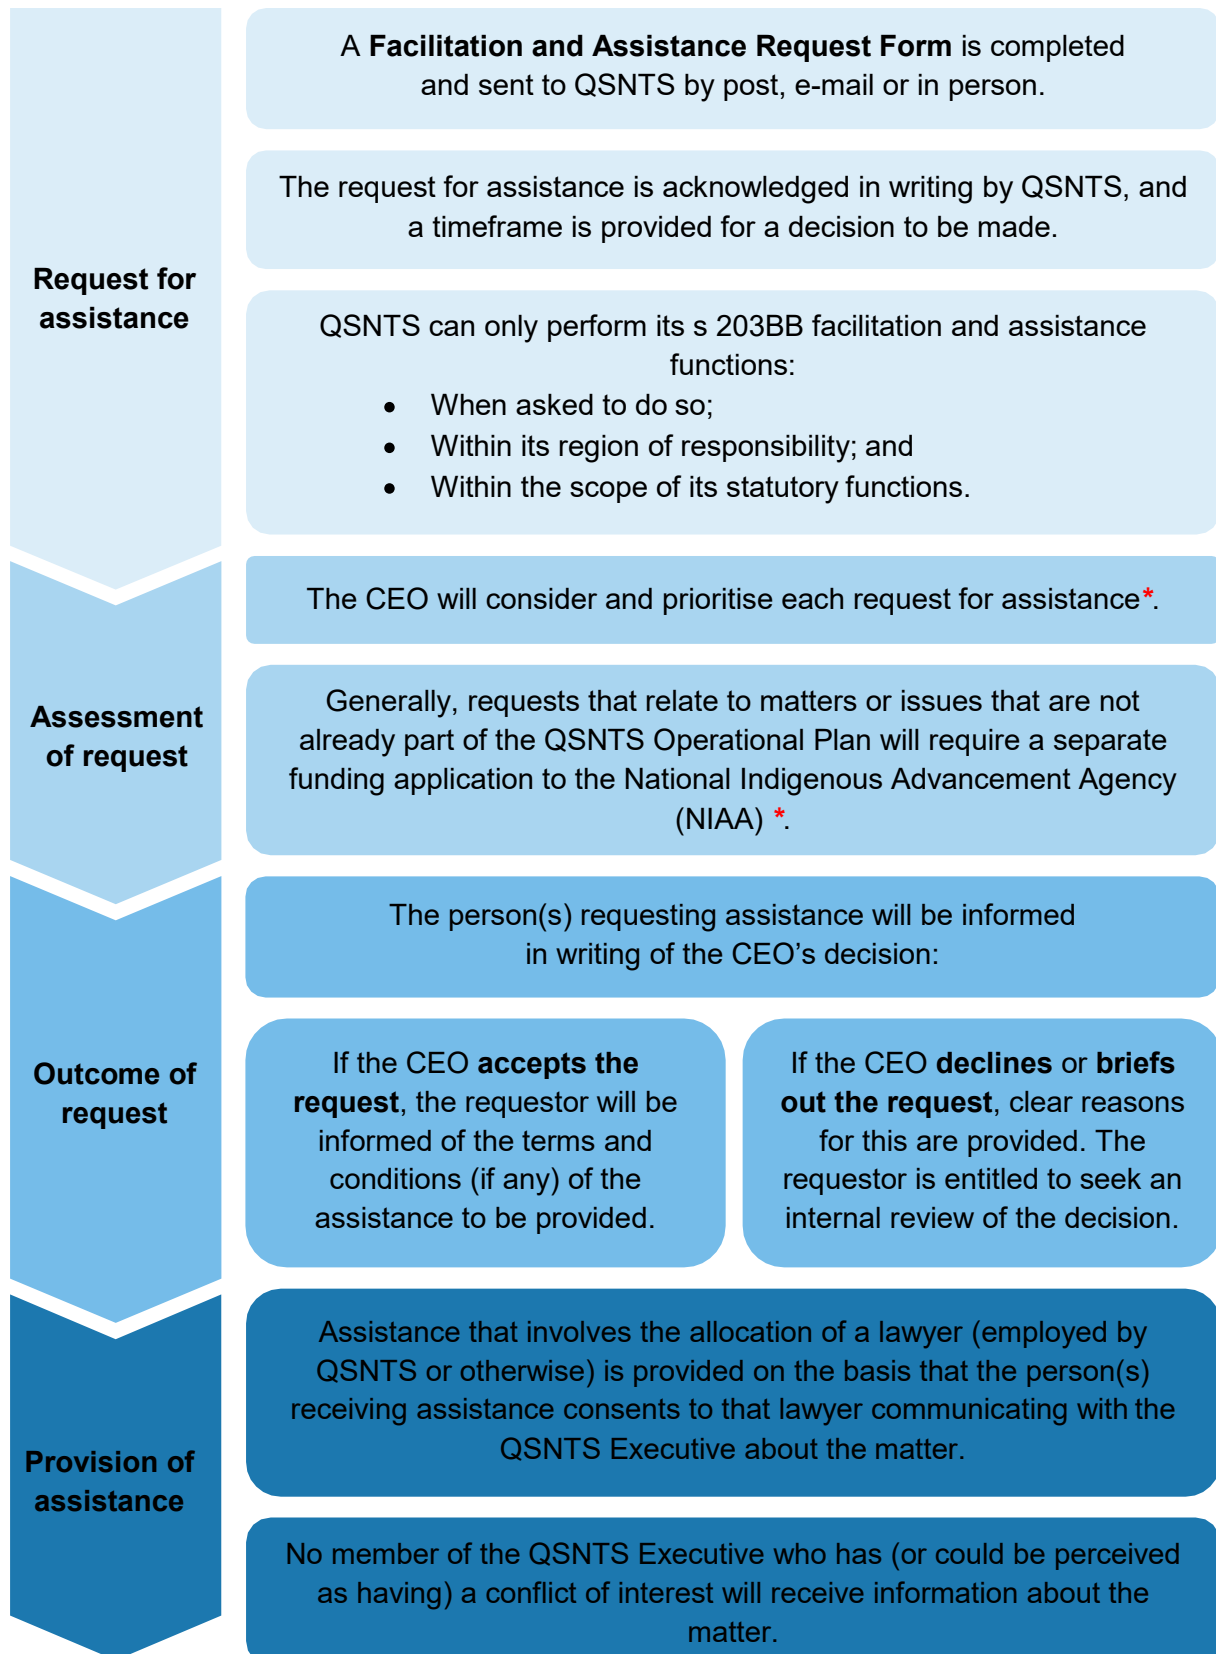 Request for
assistance
A Facilitation and Assistance Request Form is completed
and sent to QSNTS by post, e-mail or in person.
The request for assistance is acknowledged in writing by QSNTS, and
a timeframe is provided for a decision to be made.
QSNTS can only perform its s 203BB facilitation and assistance
functions:
• When asked to do so;
• Within its region of responsibility; and
• Within the scope of its statutory functions.
Assessment
of request
The CEO will consider and prioritise each request for assistance*.
Generally, requests that relate to matters or issues that are not
already part of the QSNTS Operational Plan will require a separate
funding application to the National Indigenous Advancement Agency
(NIAA) *.
Outcome of
request
The person(s) requesting assistance will be informed
in writing of the CEO’s decision:
If the CEO accepts the
request, the requestor will be
informed of the terms and
conditions (if any) of the
assistance to be provided.
If the CEO declines or briefs
out the request, clear reasons
for this are provided. The
requestor is entitled to seek an
internal review of the decision.
Provision of
assistance
Assistance that involves the allocation of a lawyer (employed by
QSNTS or otherwise) is provided on the basis that the person(s)
receiving assistance consents to that lawyer communicating with the
QSNTS Executive about the matter.
No member of the QSNTS Executive who has (or could be perceived
as having) a conflict of interest will receive information about the
matter.